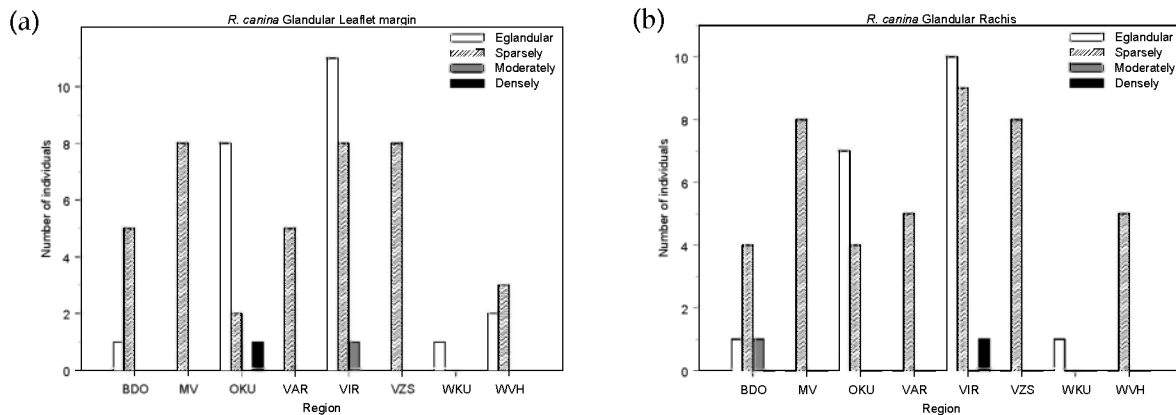 (a)
R. canina Glandular Leaflet margin
Eglandular
Sparsely
Moderately
Densely
Number of individuals
10
8
6
4
2
0
BDO MV OKU VAR VIR VZS WKU WVH
Region
(b)
R. canina Glandular Rachis
Eglandular
Sparsely
Moderately
Densely
Number of individuals
10
8
6
4
2
0
BDO MV OKU VAR VIR VZS WKU WVH
Region